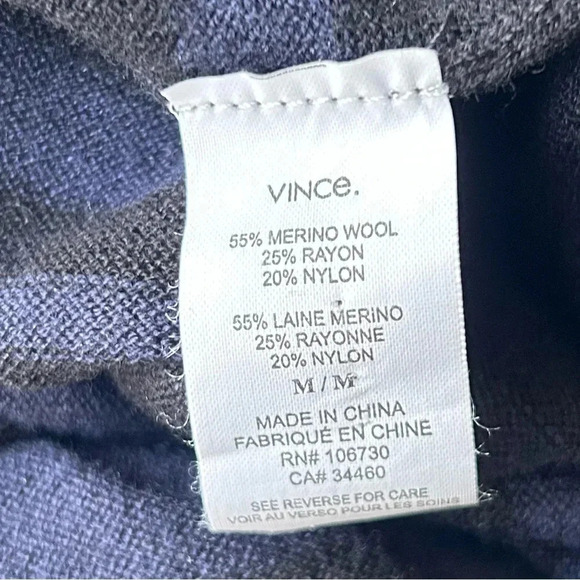 VINCe.
55% MERINO WOOL
25% RAYON
20% NYLON
55% LAINE MERINO
25% RAYONNE
20% NYLON
M / M
MADE IN CHINA
FABRIQUÉ EN CHINE
RN# 106730
CA# 34460
SEE REVERSE FOR CARE
VOIR AU VERSO POUR LES SOINS